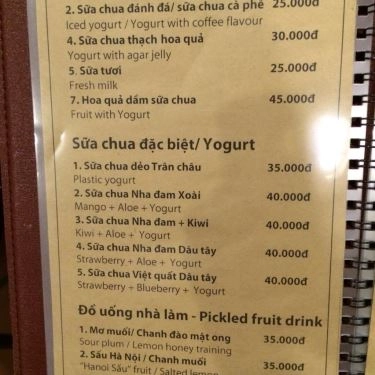 2. Sữa chua đánh đá/ sữa chua cà phê 25.000đ
Iced yogurt / Yogurt with coffee flavour
4. Sữa chua thạch hoa quả 30.000đ
Yogurt with agar jelly
5. Sữa tươi 25.000đ
Fresh milk
7. Hoa quả dầm sữa chua 45.000đ
Fruit with Yogurt
Sữa chua đặc biệt/ Yogurt
1. Sữa chua dẻo Trân châu 35.000đ
Plastic yogurt
2. Sữa chua Nha đam Xoài 40.000đ
Mango + Aloe + Yogurt
3. Sữa chua Nha đam + Kiwi 40.000đ
Kiwi + Aloe + Yogurt
4. Sữa chua Nha đam Dâu tây 40.000đ
Strawberry + Aloe + Yogurt
5. Sữa chua Việt quất Dâu tây 40.000đ
Strawberry + Blueberry + Yogurt
Đồ uống nhà làm - Pickled fruit drink
1. Mơ muối/ Chanh đào mật ong 35.000đ
Sour plum / Lemon honey training
2. Sấu Hà Nội / Chanh muối 35.000đ
"Hanoi Sấu" fruit / Salted lemon